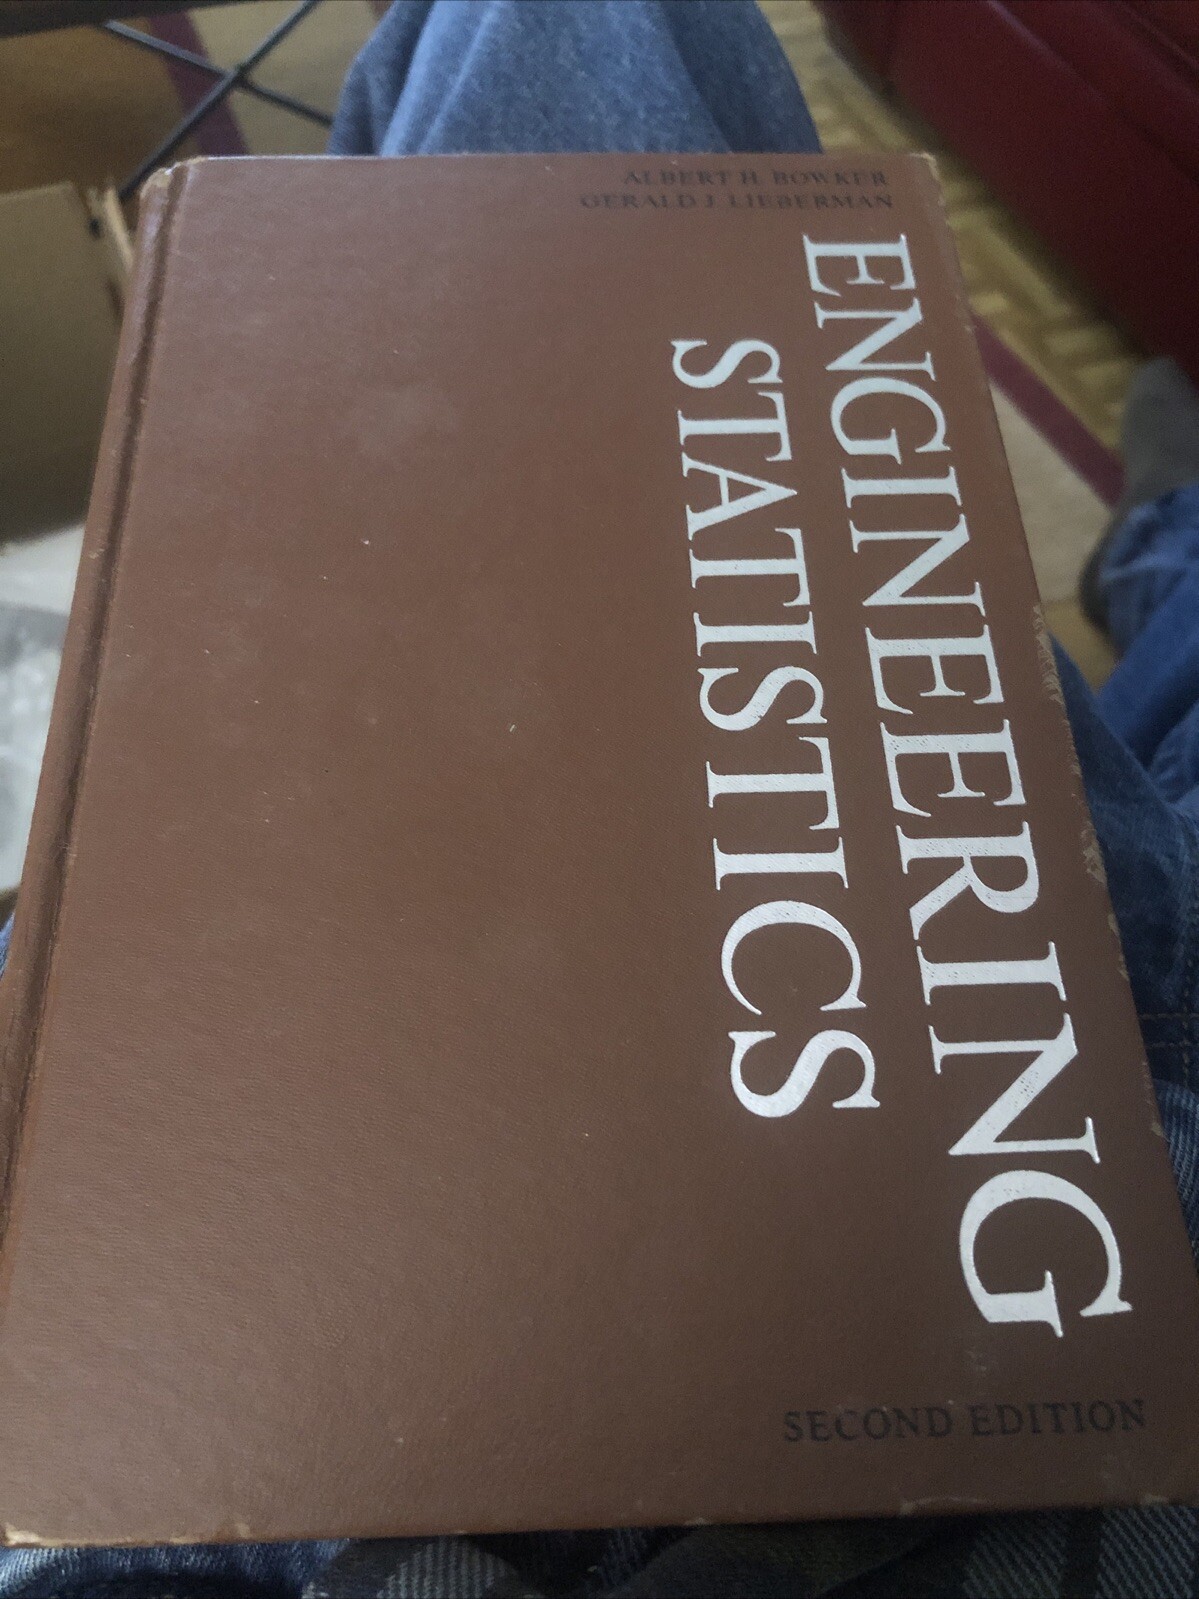 ALBERT H. BOWKER
GERALD J. LIEBERMAN
ENGINEERING
STATISTICS
SECOND EDITION